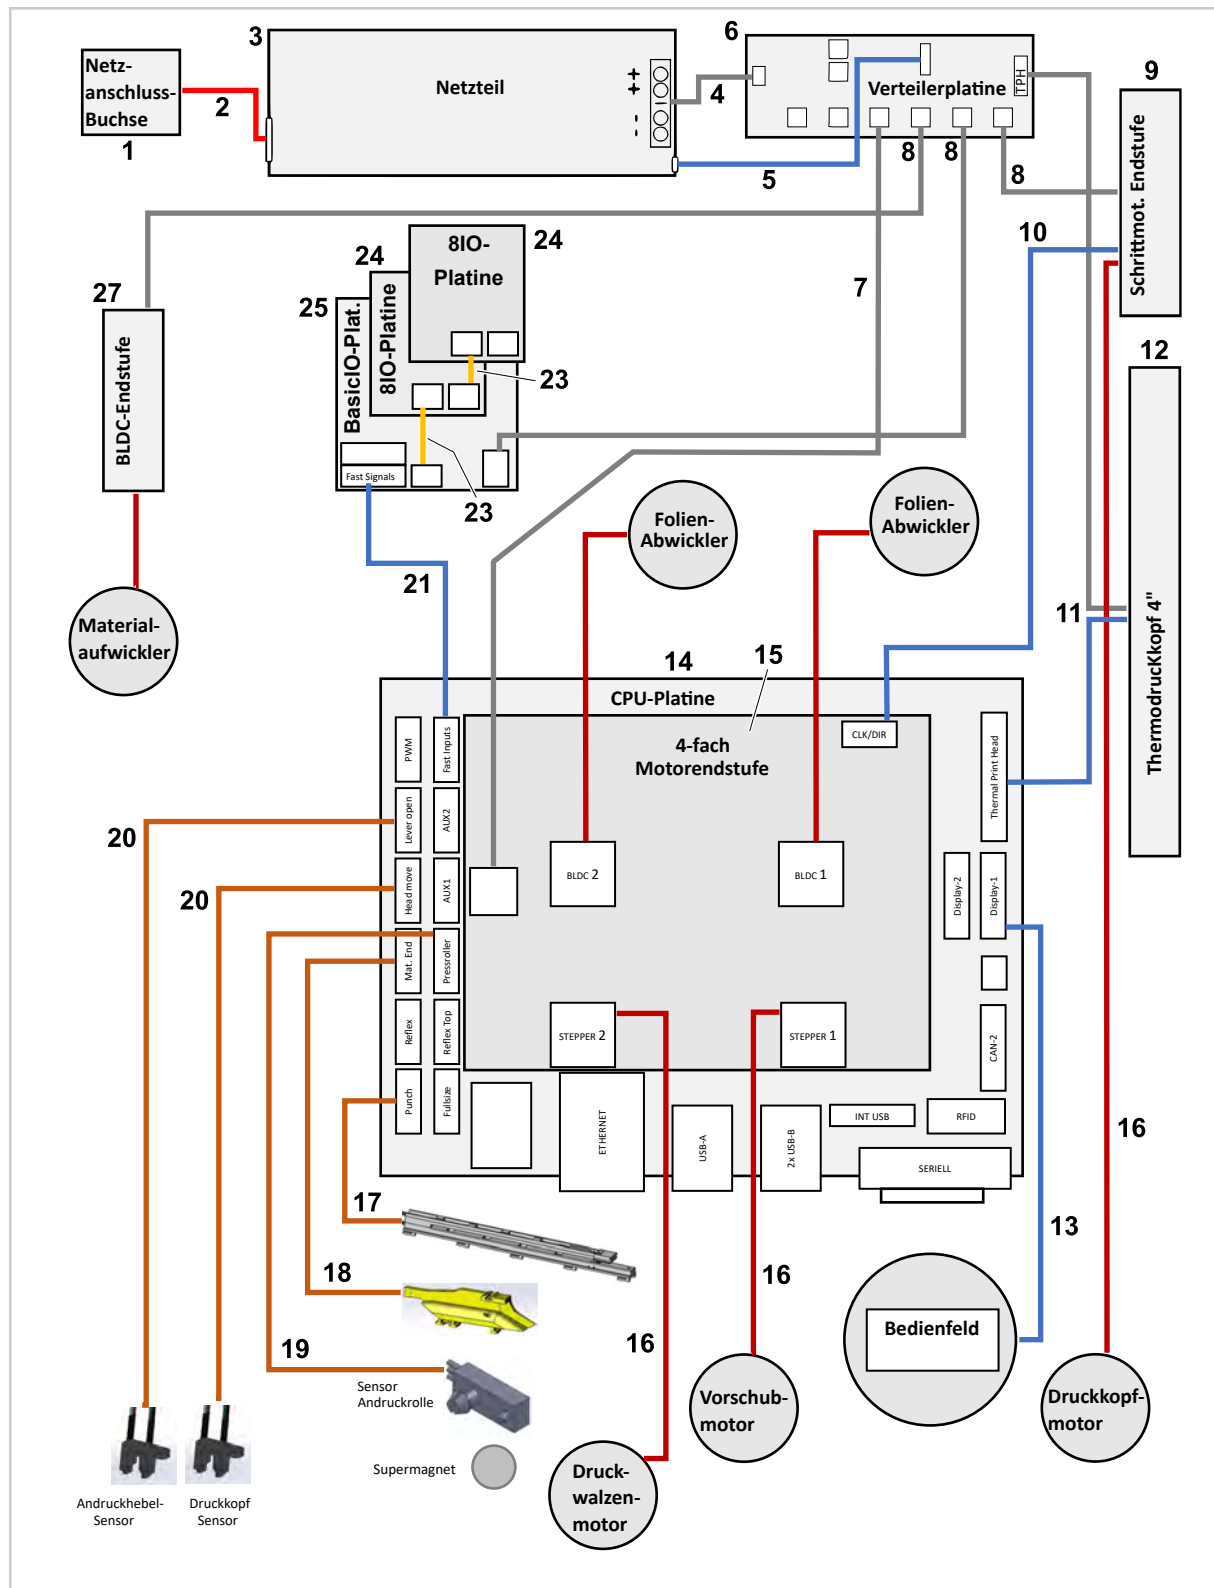 3
6
Netz-
anschluss-
Buchse
1
2
Netzteil
+
+
-
-
4
5
Verteilerplatine
TPH
9
Schrittmot. Endstufe
8
8
8
10
7
24
8IO-
Platine
24
8IO-Platine
25
BasicIO-Plat.
23
23
Fast Signals
27
BLDC-Endstufe
12
ThermodrucKkopf 4"
11
Folien-
Abwickler
Folien-
Abwickler
21
Material-
aufwickler
14
15
CPU-Platine
4-fach
Motorendstufe
CLK/DIR
PWM
Fast Inputs
Lever open
AUX2
Head move
AUX1
Mat. End
Pressroller
Reflex
Reflex Top
Punch
Fullsize
Thermal Print Head
Display-2
Display-1
CAN-2
BLDC 2
BLDC 1
STEPPER 2
STEPPER 1
ETHERNET
USB-A
2x USB-B
INT USB
RFID
SERIELL
20
20
16
17
18
19
16
16
13
Bedienfeld
Sensor
Andruckrolle
Supermagnet
Vorschub-
motor
Druckkopf-
motor
Druck-
walzen-
motor
Andruckhebel-
Sensor
Druckkopf
Sensor